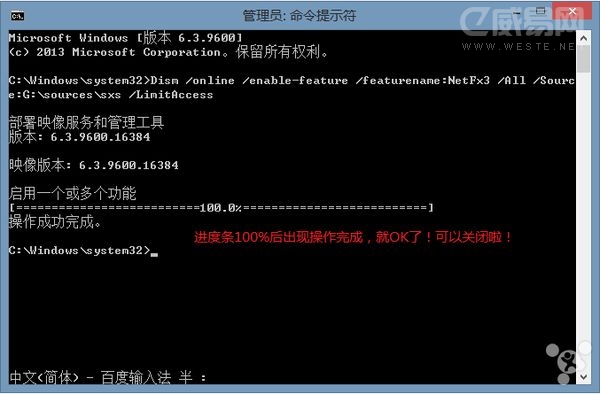 管理员: 命令提示符
e威易网
WWW.WESTE.NET
Microsoft Windows [版本 6.3.9600]
(c) 2013 Microsoft Corporation。保留所有权利。
C:\Windows\system32>Dism /online /enable-feature /featurename:NetFx3 /All /Sourc
e:G:\sources\sxs /LimitAccess
部署映像服务和管理工具
版本: 6.3.9600.16384
映像版本: 6.3.9600.16384
启用一个或多个功能
[==========================100.0%==========================]
操作成功完成。
进度条100%后出现操作完成，就OK了！可以关闭啦！
C:\Windows\system32>_
中文(简体) - 百度输入法 半 :